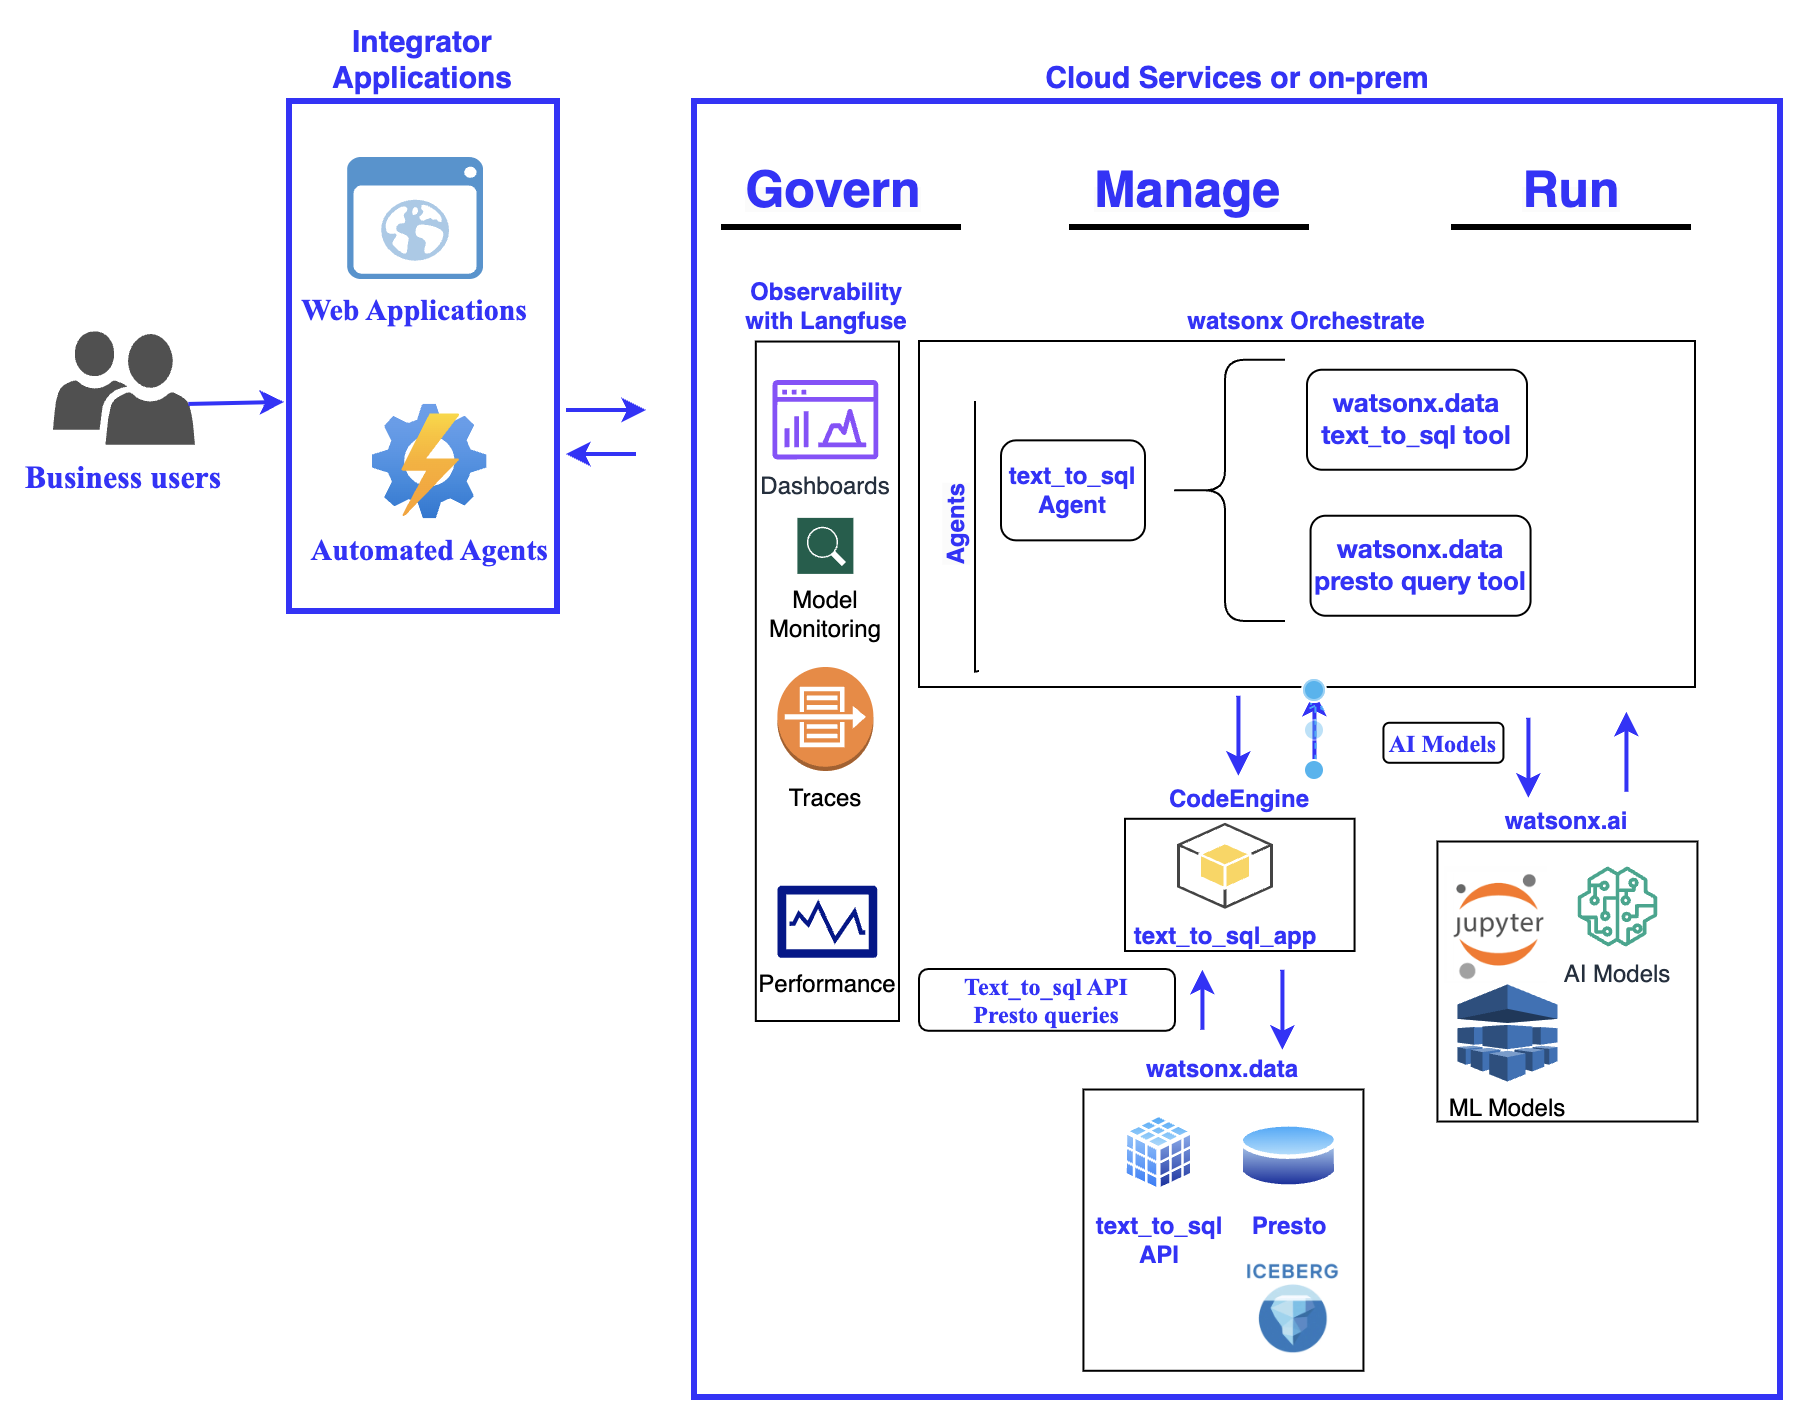 Integrator
Applications
Web Applications
Automated Agents
Business users
Cloud Services or on-prem
Govern
Manage
Run
Observability
with Langfuse
Dashboards
Model
Monitoring
Traces
Performance
watsonx Orchestrate
Agents
text_to_sql
Agent
watsonx.data
text_to_sql tool
watsonx.data
presto query tool
AI Models
CodeEngine
text_to_sql_app
watsonx.ai
jupyter
AI Models
ML Models
Text_to_sql API
Presto queries
watsonx.data
text_to_sql
API
Presto
ICEBERG